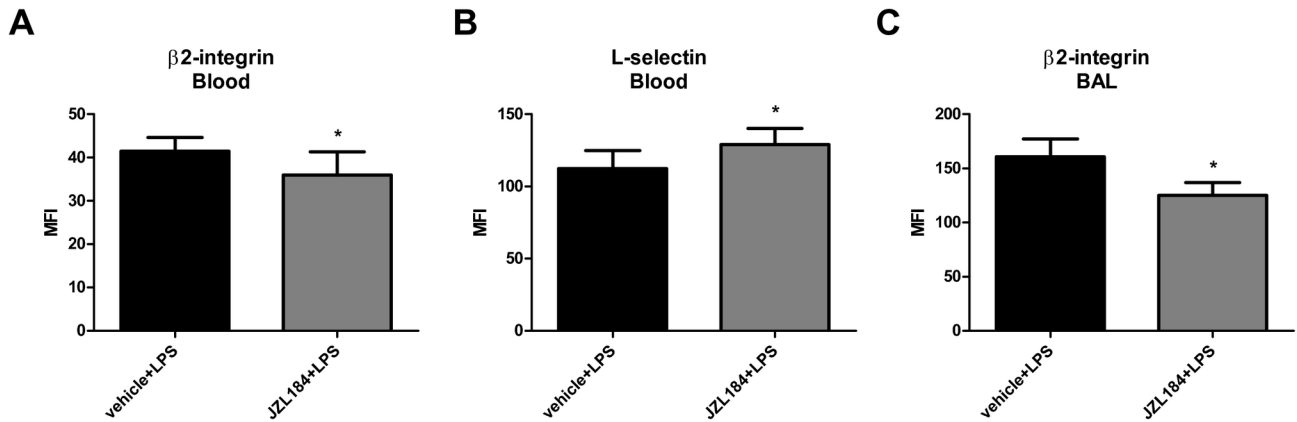 A
β2-integrin
Blood
50
40
30
20
10
0
MFI
*
vehicle+LPS
JZL184+LPS
B
L-selectin
Blood
150
100
50
0
MFI
*
vehicle+LPS
JZL184+LPS
C
β2-integrin
BAL
200
150
100
50
0
MFI
*
vehicle+LPS
JZL184+LPS